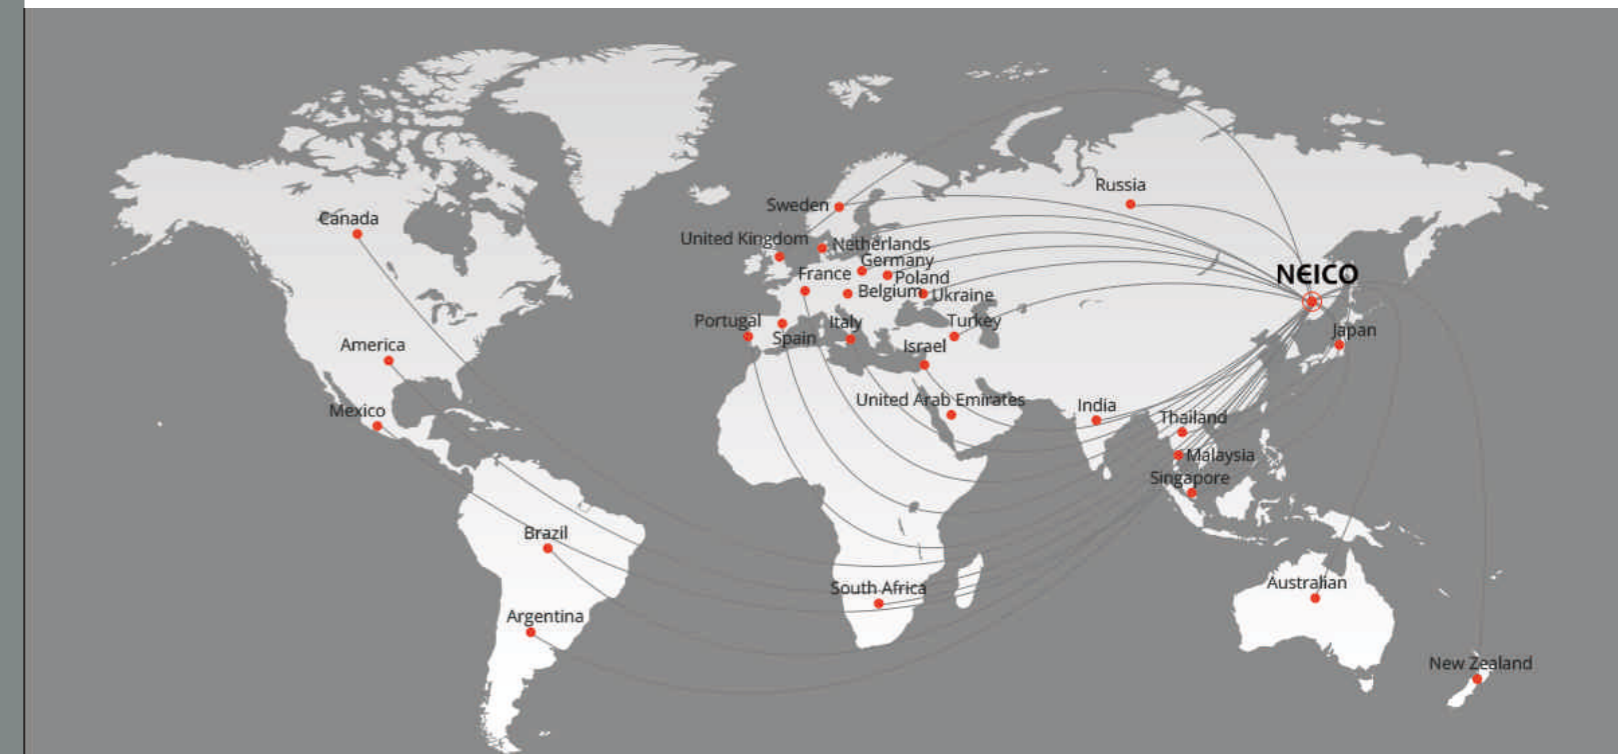 Russia
Sweden
Canada
United Kingdom
Netherlands
Germany
France
Poland
NEICO
Belgium
Ukraine
Portugal
Italy
Turkey
Spain
Japan
America
Israel
United Arab Emirates
India
Mexico
Thailand
Malaysia
Singapore
Brazil
Australian
South Africa
Argentina
New Zealand